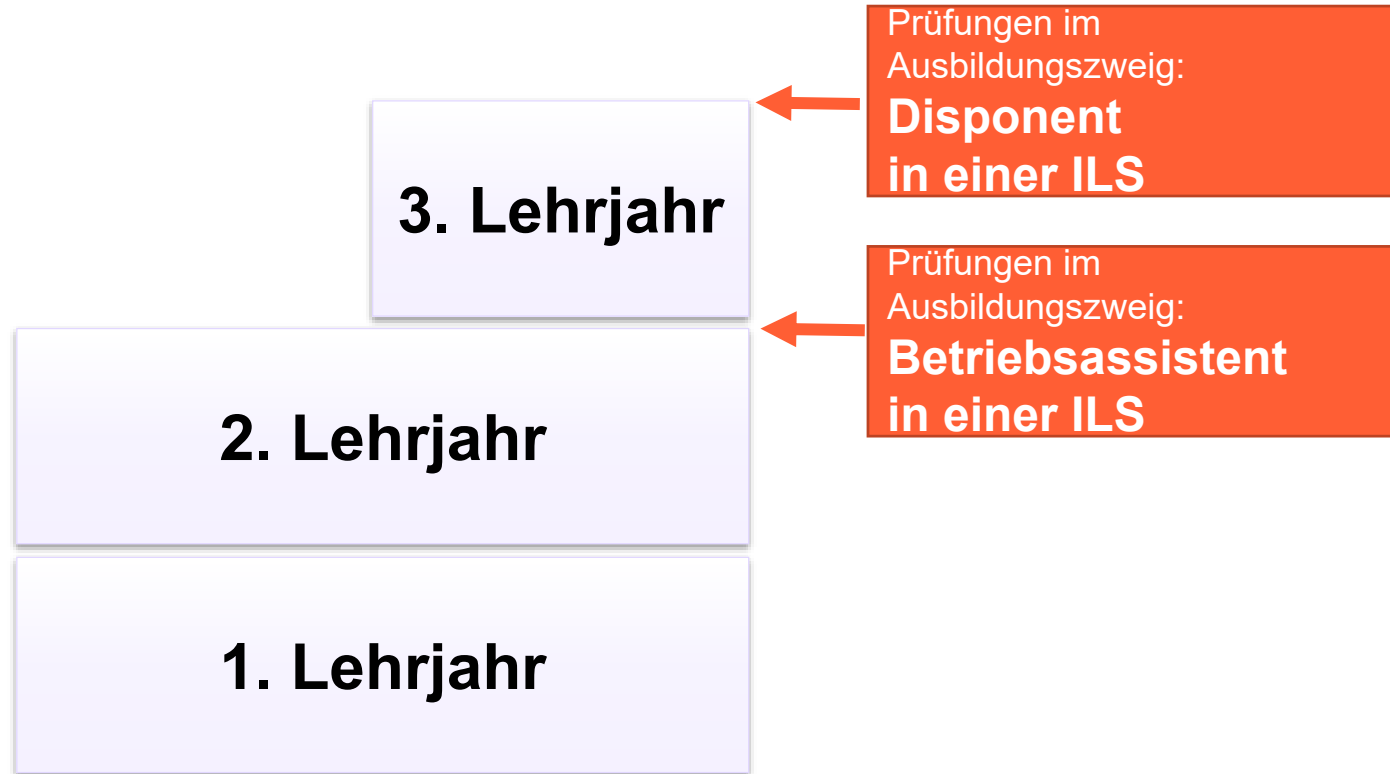 Prüfungen im
Ausbildungszweig:
Disponent
in einer ILS
3. Lehrjahr
Prüfungen im
Ausbildungszweig:
Betriebsassistent
in einer ILS
2. Lehrjahr
1. Lehrjahr